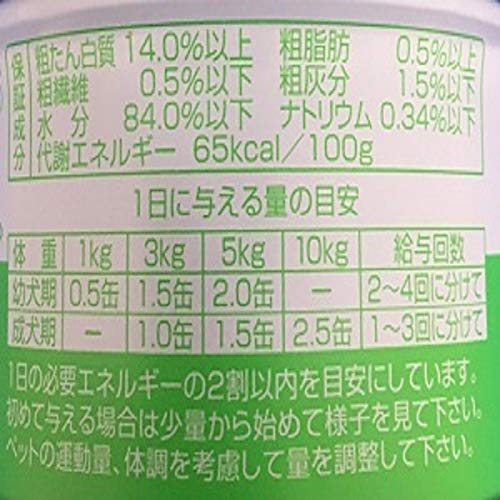 保証成分
粗たん白質 14.0%以上 粗脂肪 0.5%以上
粗繊維 0.5%以下 粗灰分 1.5%以下
水分 84.0%以下 ナトリウム 0.34%以下
代謝エネルギー 65kcal/100g
1日に与える量の目安
体重 1kg 3kg 5kg 10kg 給与回数
幼犬期 0.5缶 1.5缶 2.0缶 — 2〜4回に分けて
成犬期 — 1.0缶 1.5缶 2.5缶 1〜3回に分けて
1日の必要エネルギーの2割以内を目安にしています。
初めて与える場合は少量から始めて様子を見て下さい。
ペットの運動量、体調を考慮して量を調整して下さい。